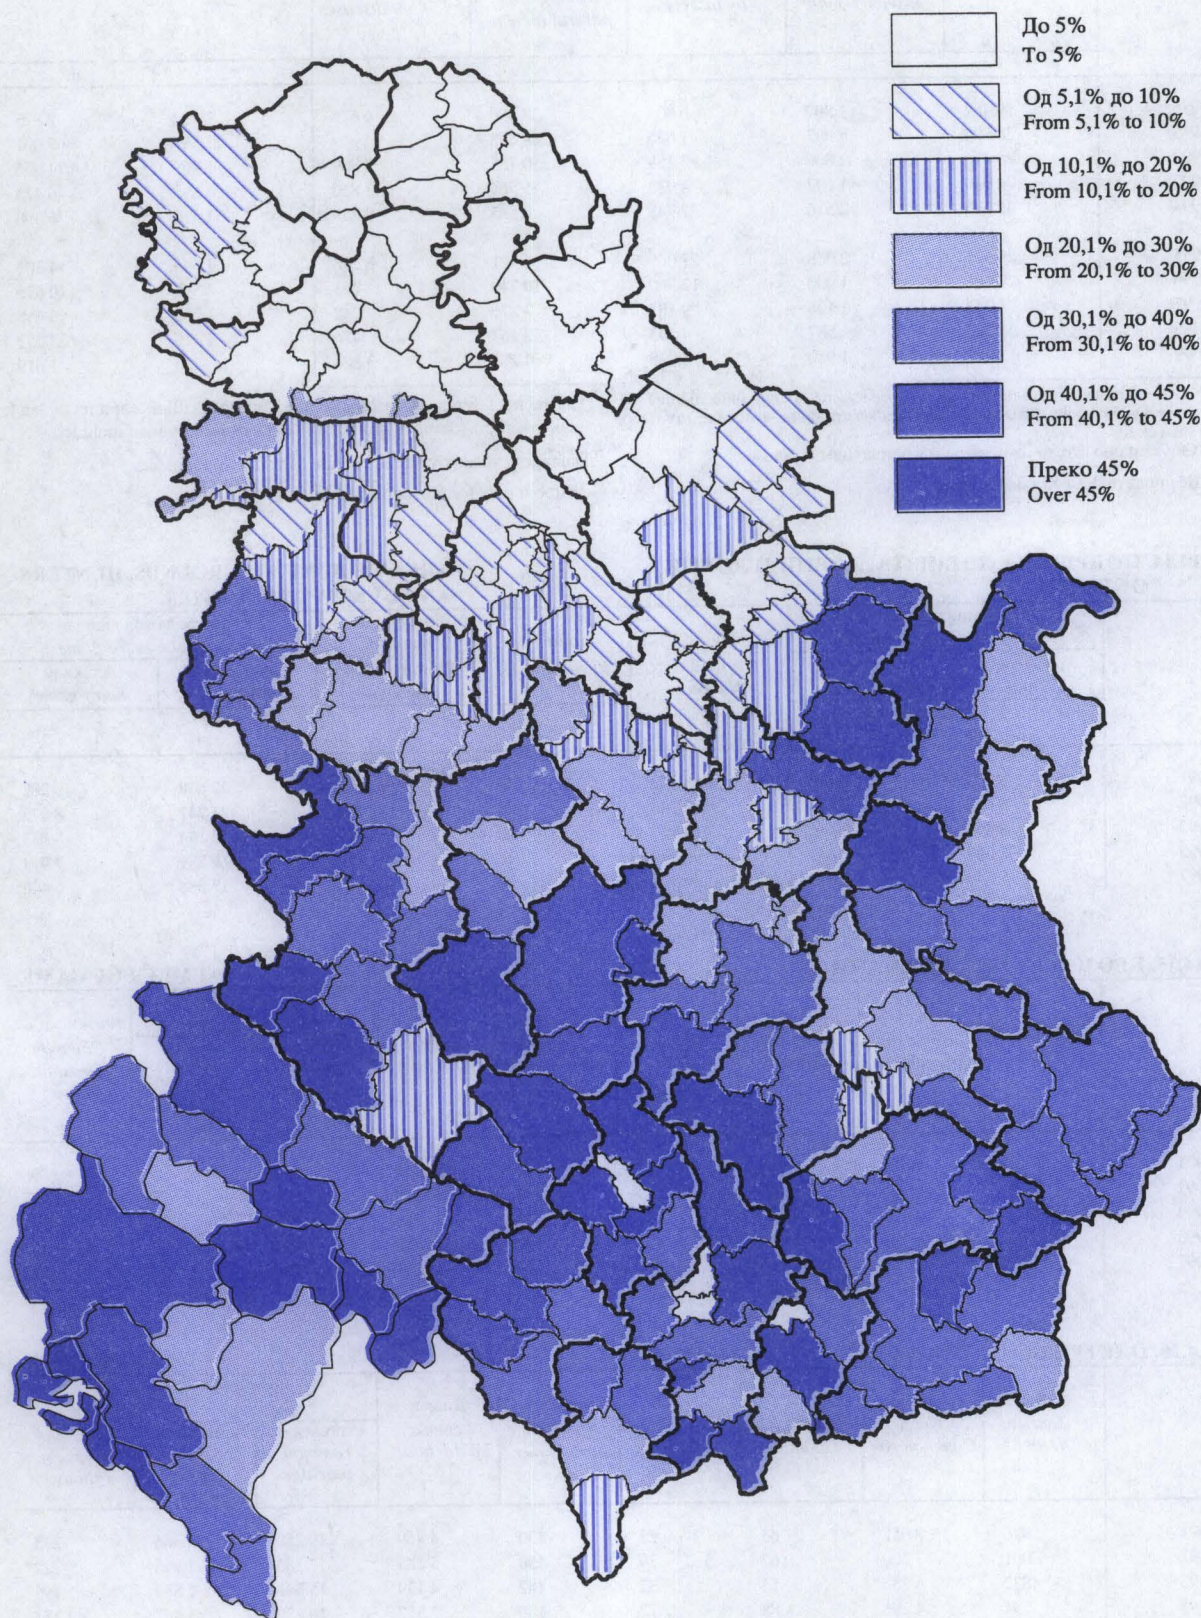 До 5%
To 5%
Од 5,1% до 10%
From 5,1% to 10%
Од 10,1% до 20%
From 10,1% to 20%
Од 20,1% до 30%
From 20,1% to 30%
Од 30,1% до 40%
From 30,1% to 40%
Од 40,1% до 45%
From 40,1% to 45%
Преко 45%
Over 45%